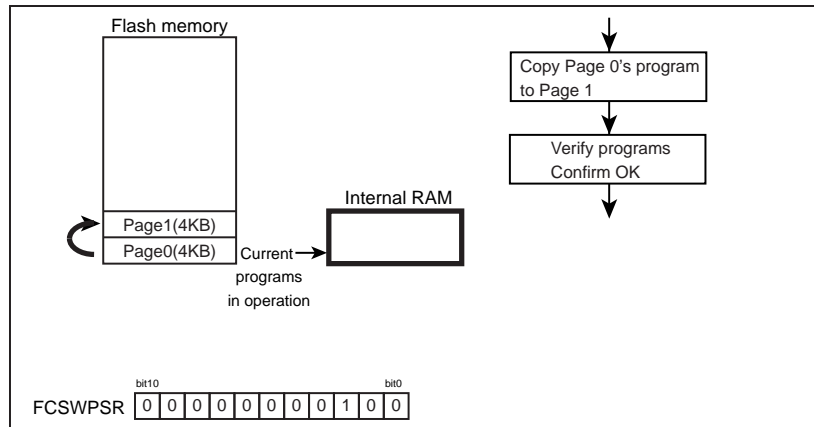 Flash memory
Copy Page 0's program
to Page 1
Verify programs
Confirm OK
Internal RAM
Page1(4KB)
Page0(4KB)
Current
programs
in operation
bit10
bit0
FCSWPSR 0 0 0 0 0 0 0 0 1 0 0